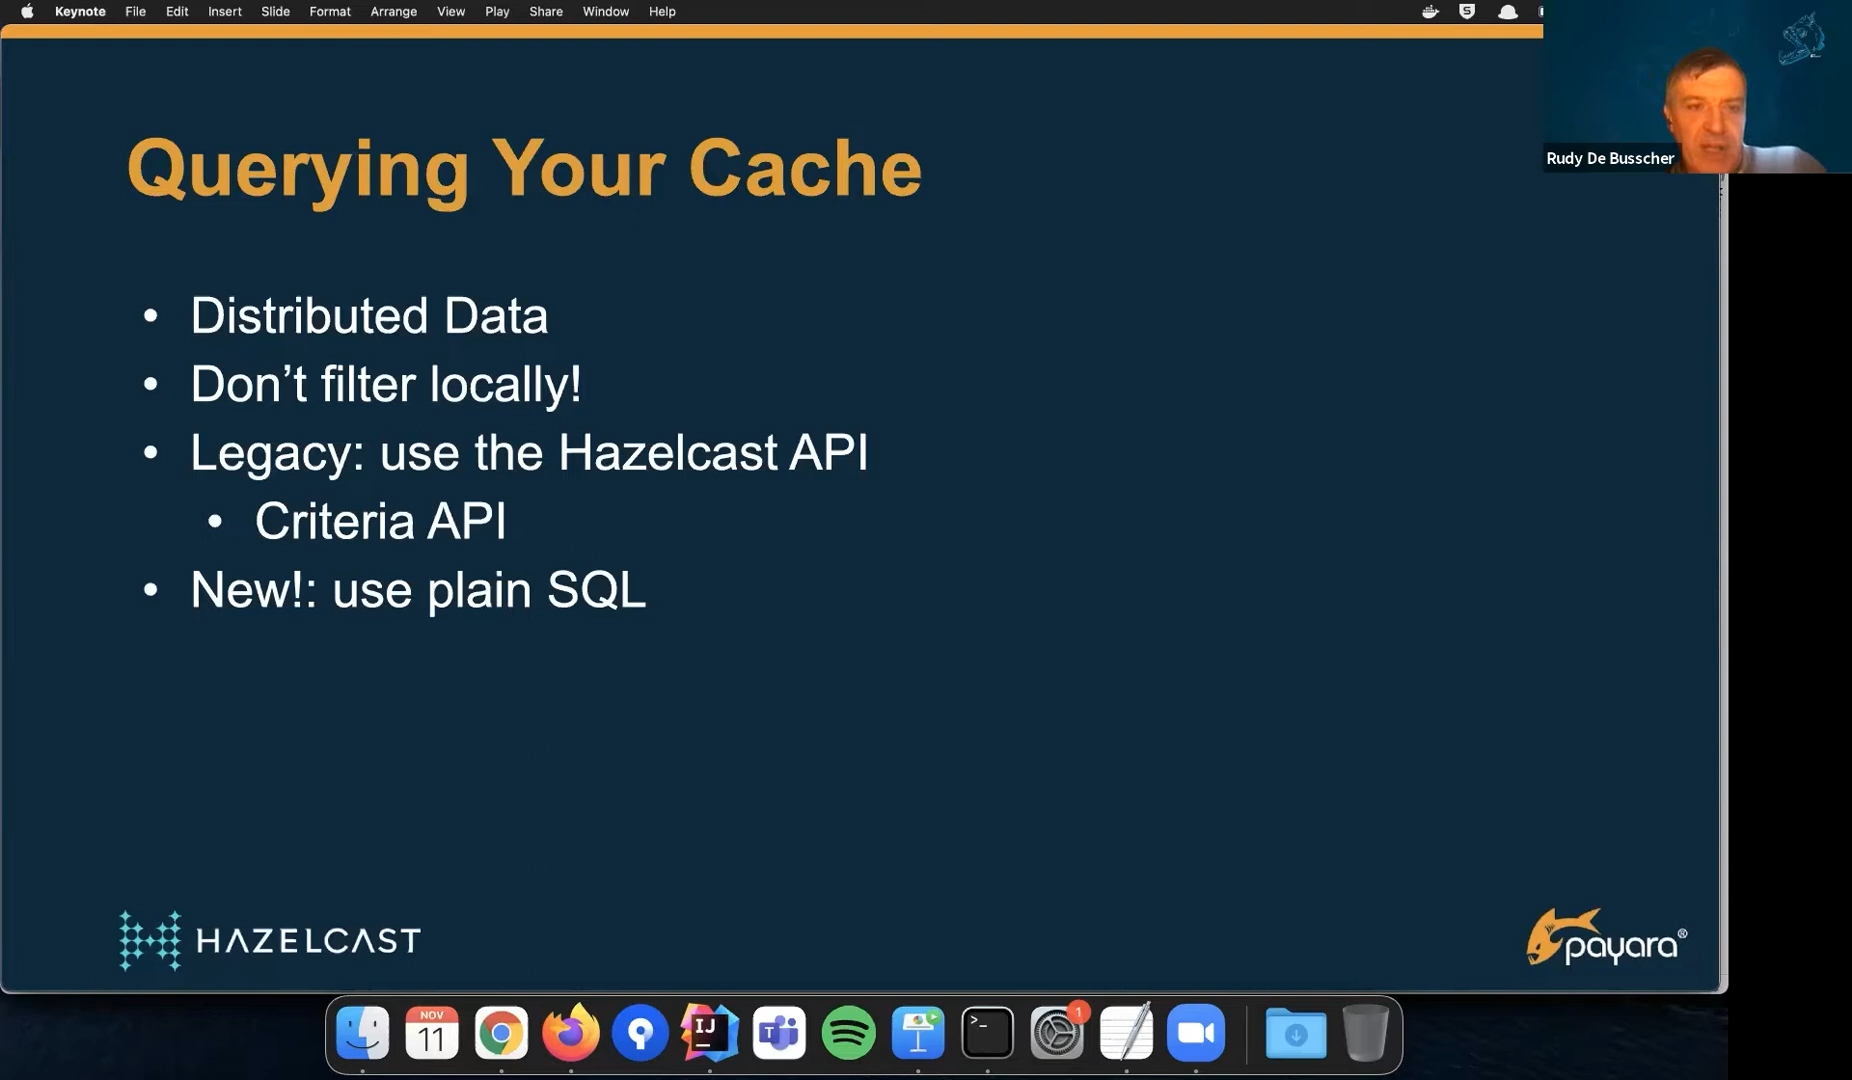 Keynote File Edit Insert Slide Format Arrange View Play Share Window Help
Rudy De Busscher
Querying Your Cache
• Distributed Data
• Don’t filter locally!
• Legacy: use the Hazelcast API
• Criteria API
• New!: use plain SQL
HAZELCAST
payara®
NOV
11
IJ
>_
1